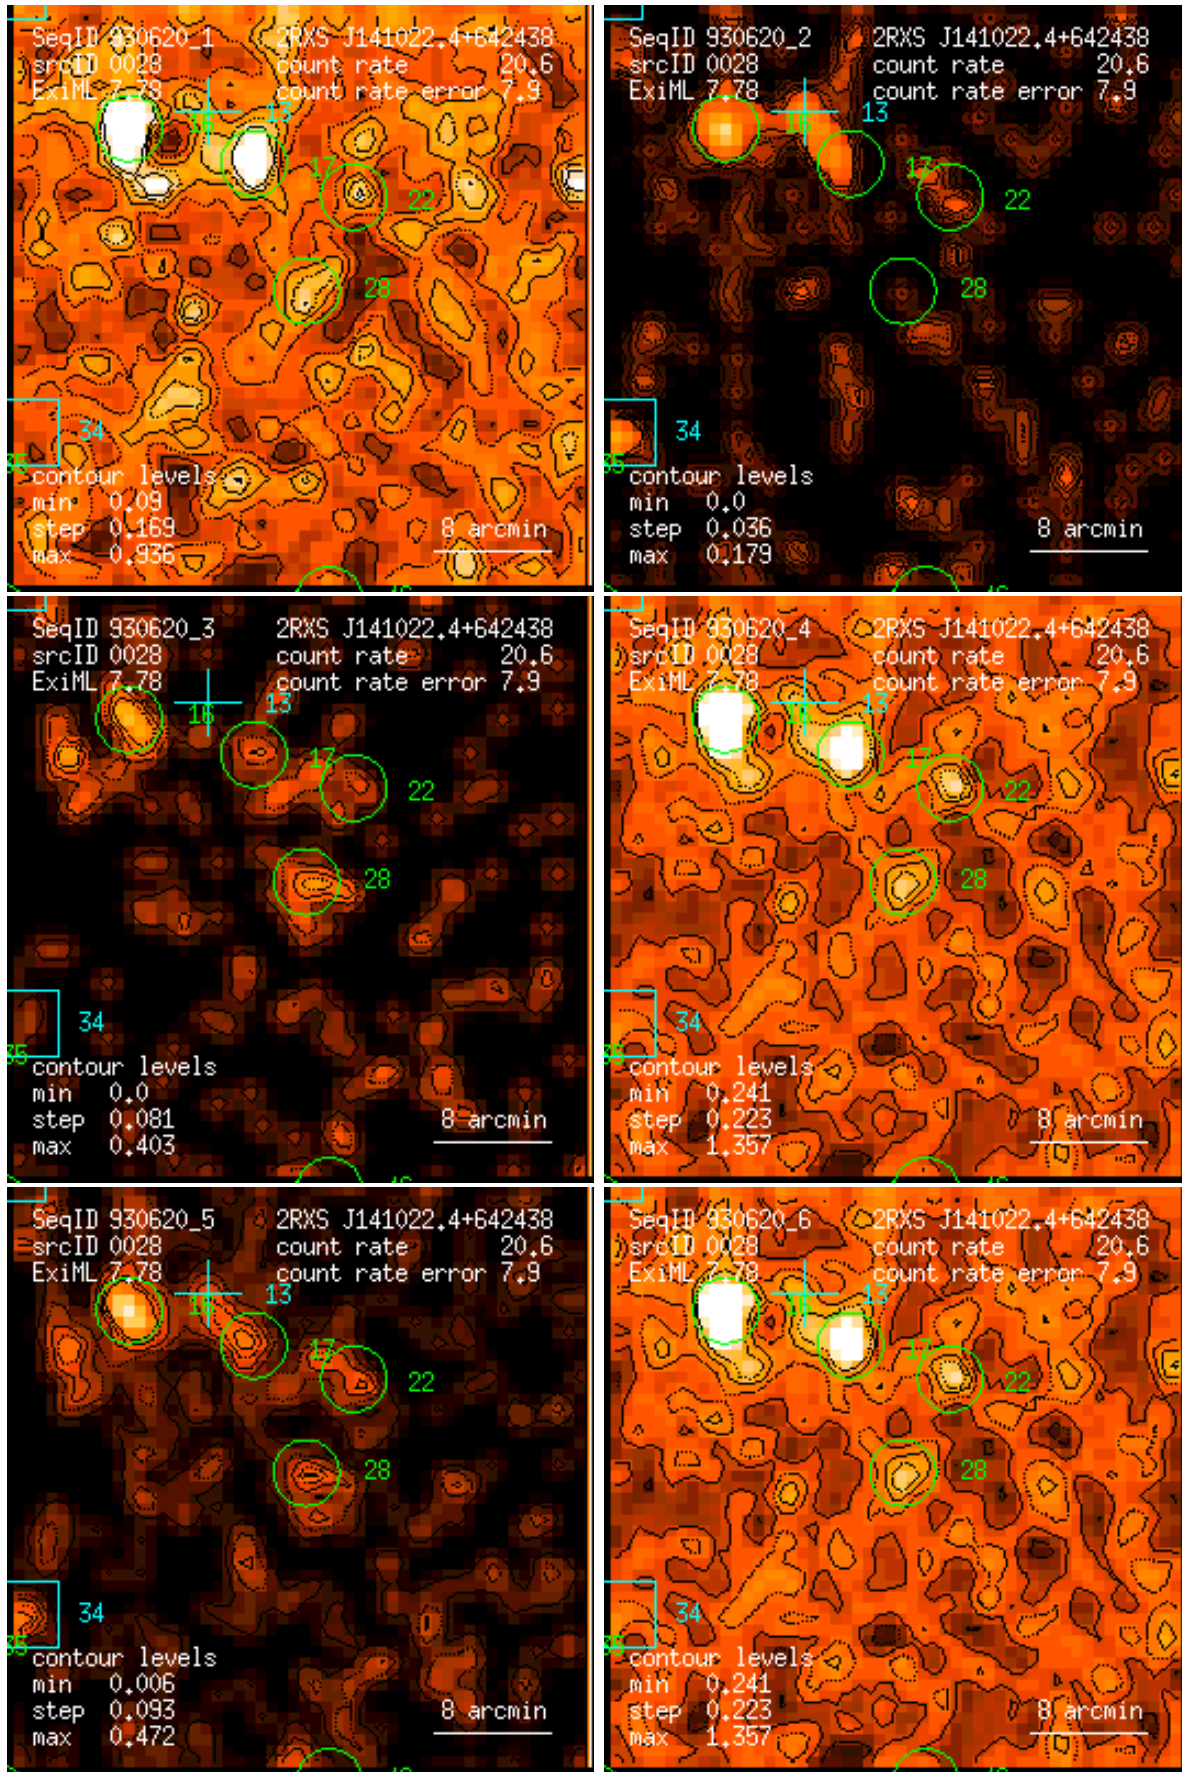 SeqID 930620_1 2RXS J141022.4+642438
srcID 0028 count rate 20.6
ExiML 7.78 count rate error 7.9
13
16
17
22
28
34
35
contour levels
min 0.09
step 0.169
max 0.936
8 arcmin
SeqID 930620_2 2RXS J141022.4+642438
srcID 0028 count rate 20.6
ExiML 7.78 count rate error 7.9
13
16
17
22
28
34
35
contour levels
min 0.0
step 0.036
max 0.179
8 arcmin
SeqID 930620_3 2RXS J141022.4+642438
srcID 0028 count rate 20.6
ExiML 7.78 count rate error 7.9
13
16
17
22
28
34
35
contour levels
min 0.0
step 0.081
max 0.403
8 arcmin
SeqID 930620_4 2RXS J141022.4+642438
srcID 0028 count rate 20.6
ExiML 7.78 count rate error 7.9
13
16
17
22
28
34
35
contour levels
min 0.241
step 0.223
max 1.357
8 arcmin
SeqID 930620_5 2RXS J141022.4+642438
srcID 0028 count rate 20.6
ExiML 7.78 count rate error 7.9
13
16
17
22
28
34
35
contour levels
min 0.006
step 0.093
max 0.472
8 arcmin
SeqID 930620_6 2RXS J141022.4+642438
srcID 0028 count rate 20.6
ExiML 7.78 count rate error 7.9
13
16
17
22
28
34
35
contour levels
min 0.241
step 0.223
max 1.357
8 arcmin